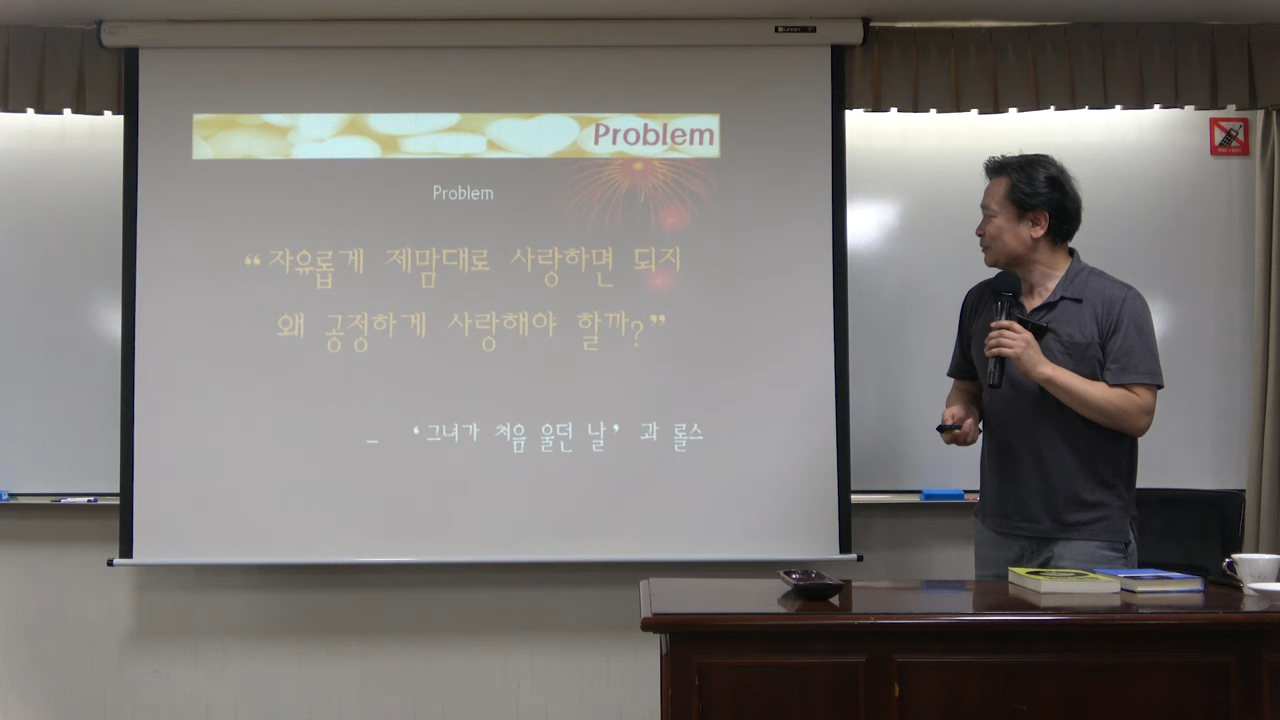 Problem
Problem
“자유롭게 제맘대로 사랑하면 되지
왜 공정하게 사랑해야 할까?”
– ‘그녀가 처음 울던 날’ 과 롤스